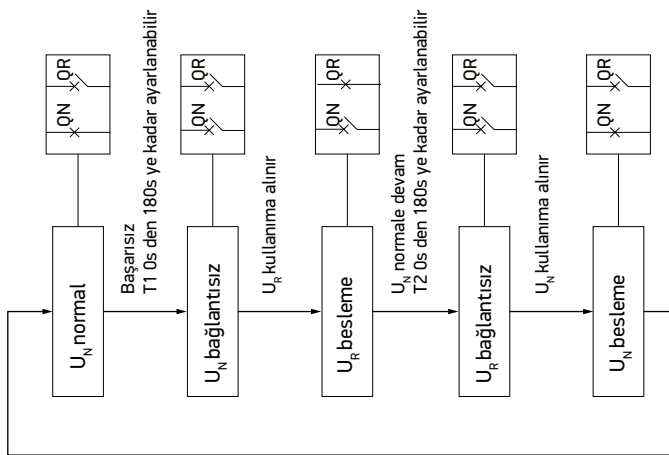 QN QR
U_N normal
Başarısız
T1 0s den 180s ye kadar ayarlanabilir
QN QR
U_N bağlantısız
U_R kullanıma alınır
QN QR
U_R besleme
U_N normale devam
T2 0s den 180s ye kadar ayarlanabilir
QN QR
U_R bağlantısız
U_N kullanıma alınır
QN QR
U_N besleme